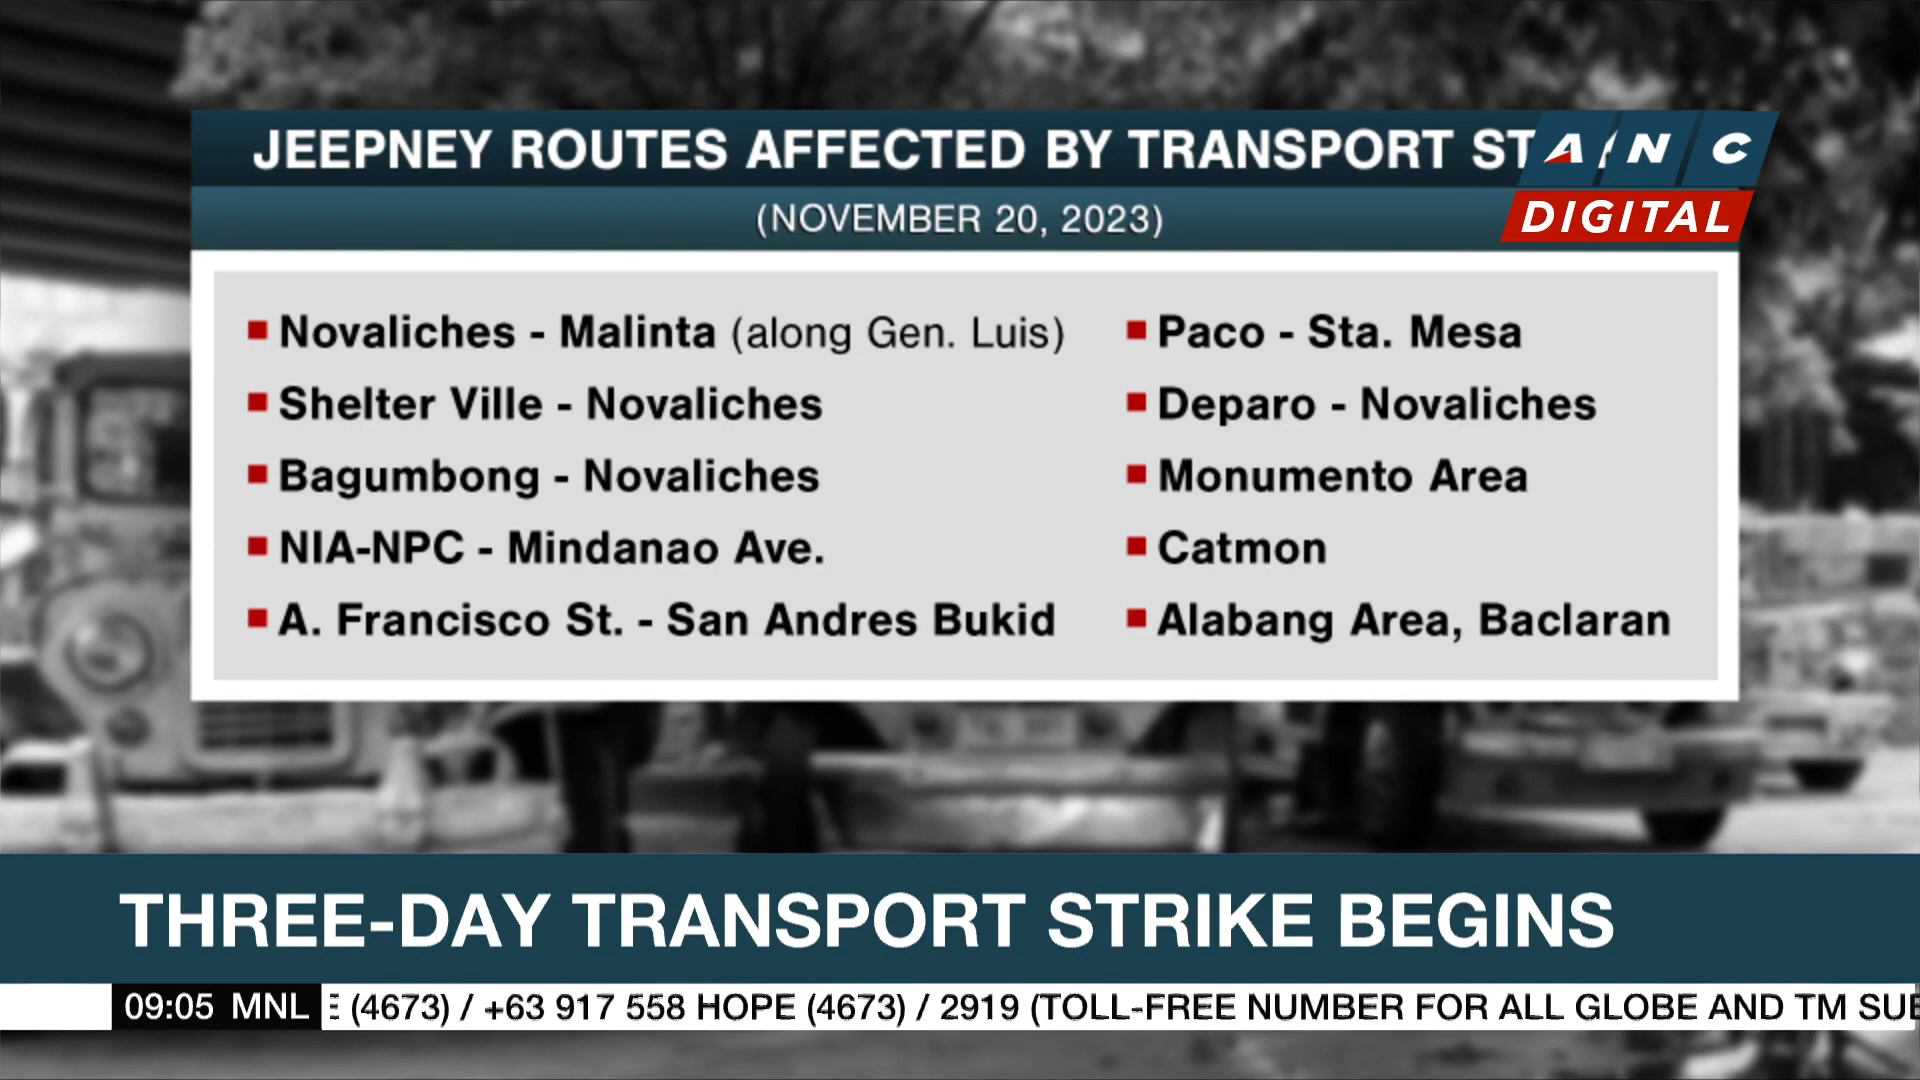 JEEPNEY ROUTES AFFECTED BY TRANSPORT
ANC
DIGITAL
(NOVEMBER 20, 2023)
Novaliches - Malinta (along Gen. Luis)
Shelter Ville - Novaliches
Bagumbong - Novaliches
NIA-NPC - Mindanao Ave.
A. Francisco St. - San Andres Bukid
Paco - Sta. Mesa
Deparo - Novaliches
Monumento Area
Catmon
Alabang Area, Baclaran
THREE-DAY TRANSPORT STRIKE BEGINS
09:05 MNL
(4673) / +63 917 558 HOPE (4673) / 2919 (TOLL-FREE NUMBER FOR ALL GLOBE AND TM